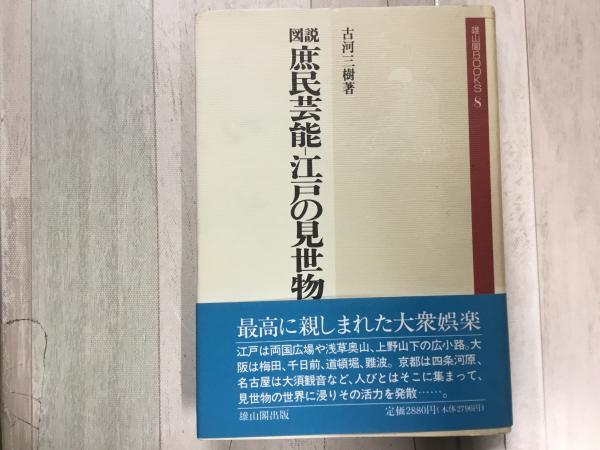 雄山閣BOOKS 8
古河三樹著
図説 庶民芸能-江戸の見世物
最高に親しまれた大衆娯楽
江戸は両国広場や浅草奥山、上野山下の広小路。大
阪は梅田、千日前、道頓堀、難波。京都は四条河原、
名古屋は大須観音など、人びとはそこに集まって、
見世物の世界に浸りその活力を発散……。
雄山閣出版
定価2880円(本体2796円)